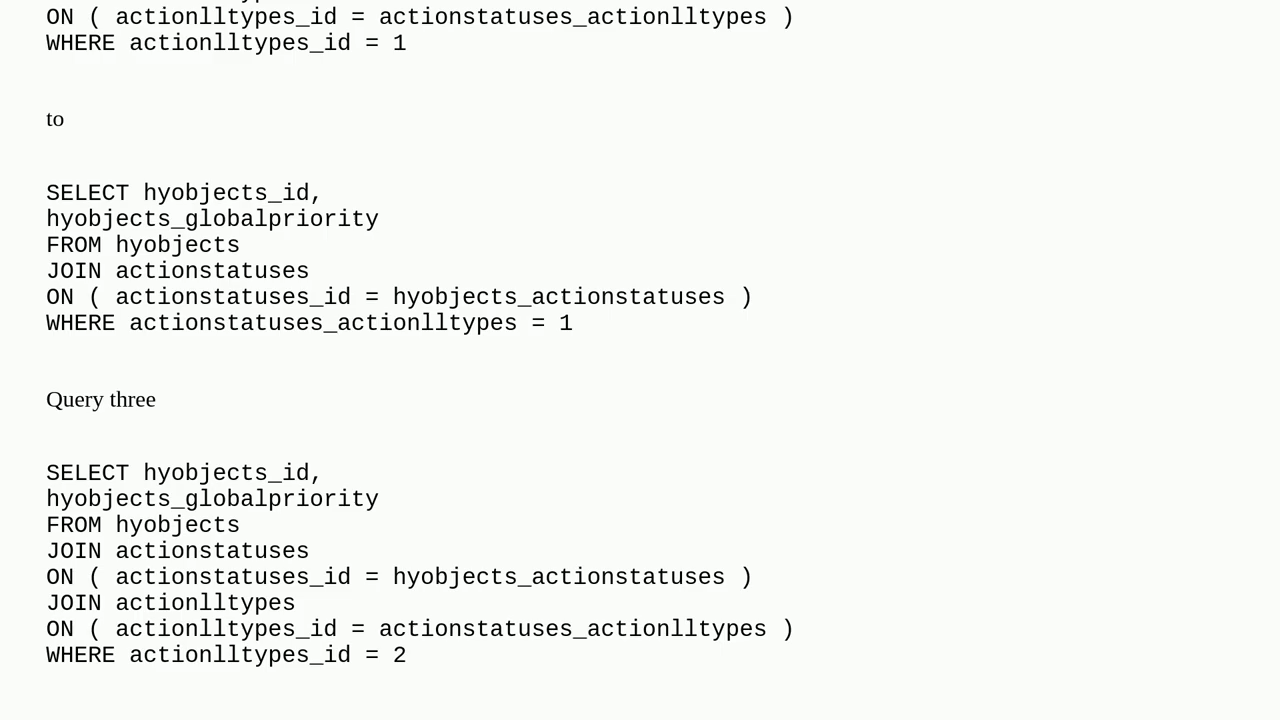 ON ( actionlltypes_id = actionstatuses_actionlltypes )
WHERE actionlltypes_id = 1
to
SELECT hyobjects_id,
hyobjects_globalpriority
FROM hyobjects
JOIN actionstatuses
ON ( actionstatuses_id = hyobjects_actionstatuses )
WHERE actionstatuses_actionlltypes = 1
Query three
SELECT hyobjects_id,
hyobjects_globalpriority
FROM hyobjects
JOIN actionstatuses
ON ( actionstatuses_id = hyobjects_actionstatuses )
JOIN actionlltypes
ON ( actionlltypes_id = actionstatuses_actionlltypes )
WHERE actionlltypes_id = 2